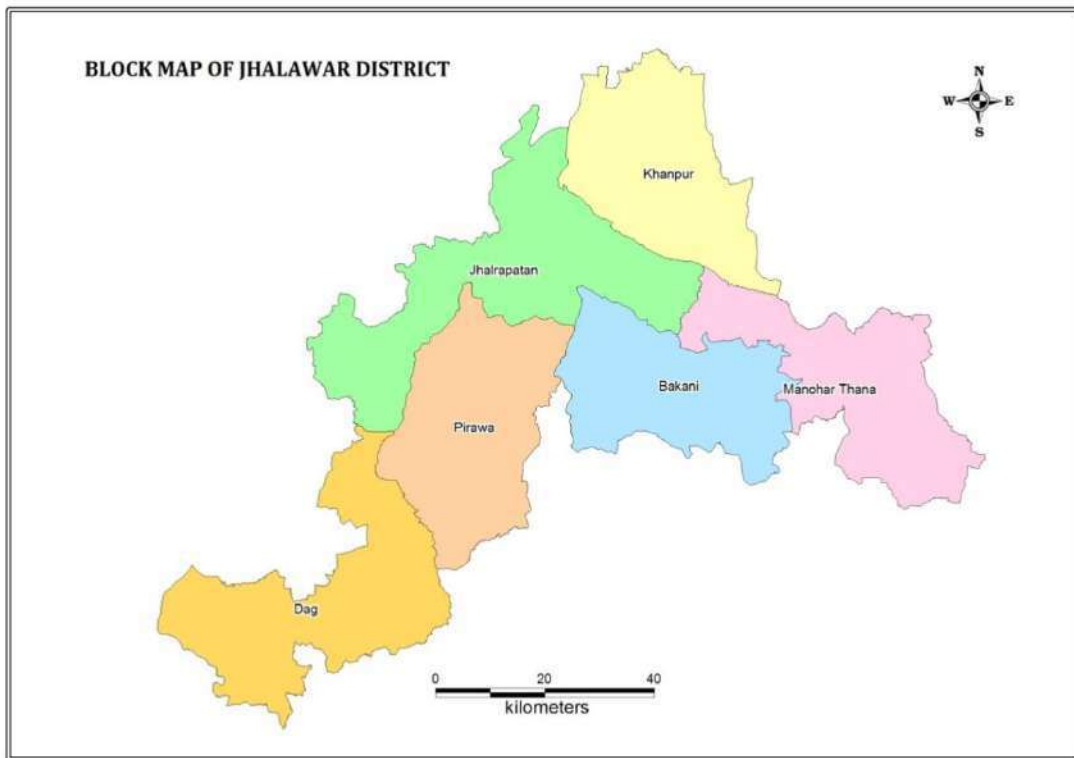 BLOCK MAP OF JHALAWAR DISTRICT
N
W E
S
Khanpur
Jhalrapatan
Bakani
Manohar Thana
Pirawa
Dag
0 20 40
kilometers